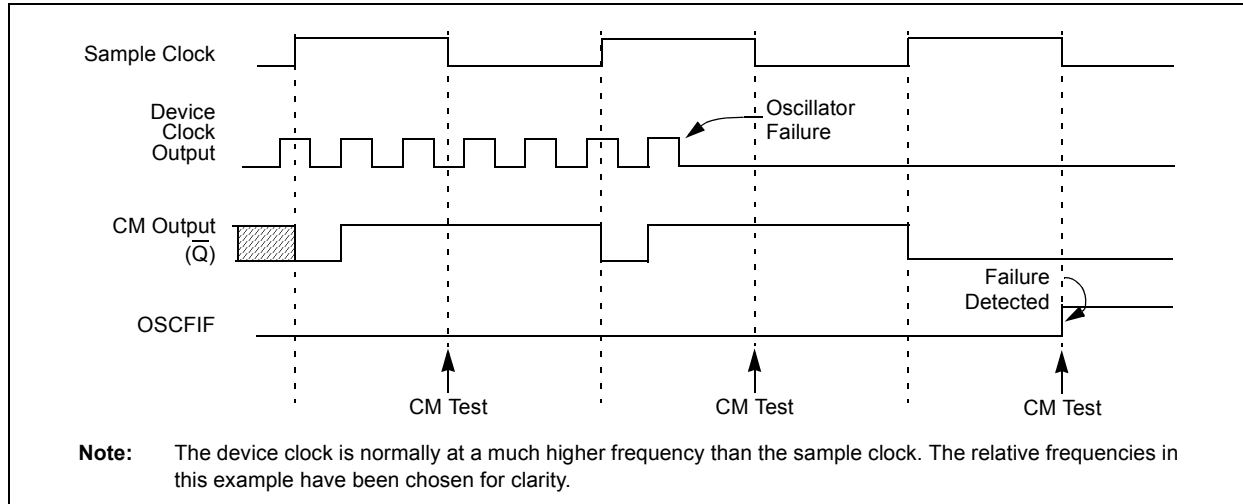 Sample Clock
Device
Clock
Output
Oscillator
Failure
CM Output
(Q̅)
Failure
Detected
OSCFIF
CM Test
CM Test
CM Test
Note: The device clock is normally at a much higher frequency than the sample clock. The relative frequencies in
this example have been chosen for clarity.